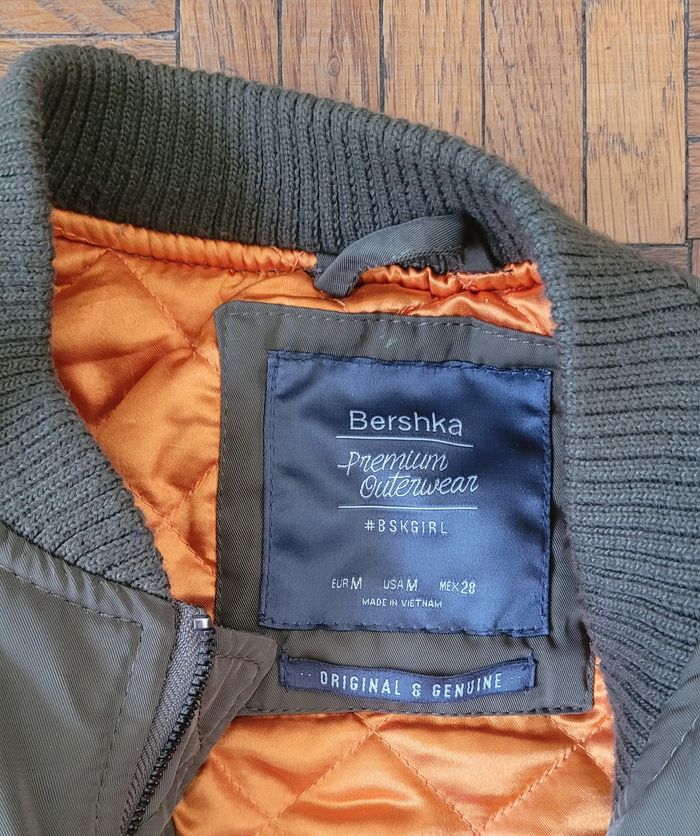 Bershka
Premium
Outerwear
#BSKGIRL
EUR M USA M MEX 28
MADE IN VIETNAM
·· ORIGINAL & GENUINE ··